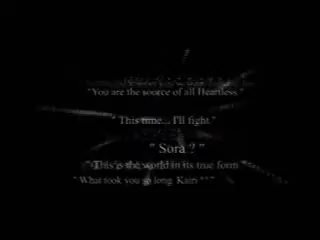 "You are the source of all Heartless"
"This time... I'll fight"
"Sora?"
"This is the world in its true form"
"What took you so long, Kairi